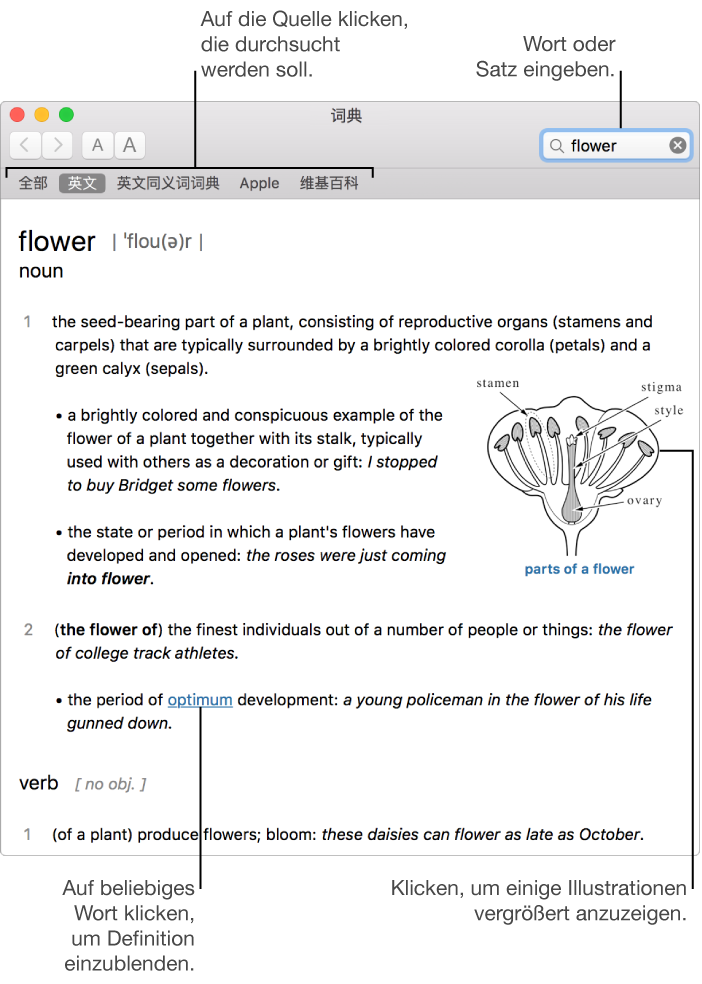 Auf die Quelle klicken,
die durchsucht
werden soll.
Wort oder
Satz eingeben.
词典
A A
flower
全部 英文 英文同义词词典 Apple 维基百科
flower | ˈflou(ə)r |
noun
1 the seed-bearing part of a plant, consisting of reproductive organs (stamens and
carpels) that are typically surrounded by a brightly colored corolla (petals) and a
green calyx (sepals).
• a brightly colored and conspicuous example of the
flower of a plant together with its stalk, typically
used with others as a decoration or gift: I stopped
to buy Bridget some flowers.
• the state or period in which a plant's flowers have
developed and opened: the roses were just coming
into flower.
stamen
stigma
style
ovary
parts of a flower
2 (the flower of) the finest individuals out of a number of people or things: the flower
of college track athletes.
• the period of optimum development: a young policeman in the flower of his life
gunned down.
verb [ no obj. ]
1 (of a plant) produce flowers; bloom: these daisies can flower as late as October.
Auf beliebiges
Wort klicken,
um Definition
einzublenden.
Klicken, um einige Illustrationen
vergrößert anzuzeigen.